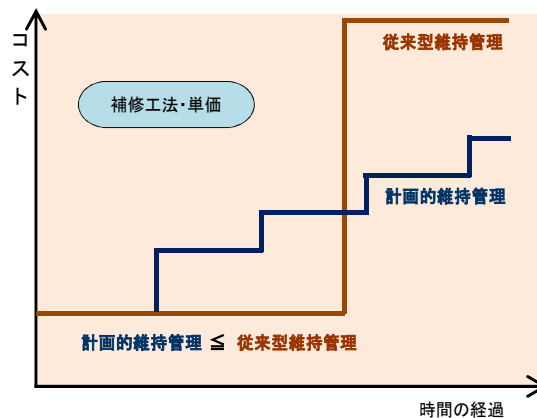 コスト
従来型維持管理
補修工法・単価
計画的維持管理
計画的維持管理 ≦ 従来型維持管理
時間の経過